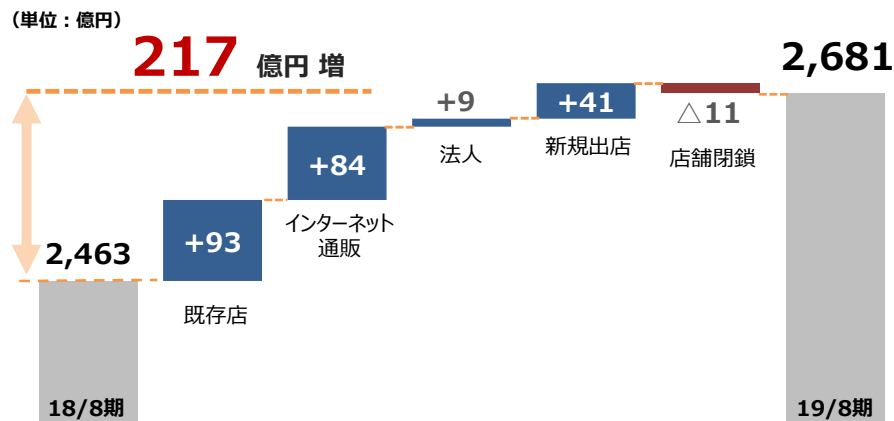 （単位：億円）
217 億円 増
2,681
+9
+41
△11
法人
新規出店
店舗閉鎖
+84
インターネット
通販
+93
2,463
既存店
18/8期
19/8期